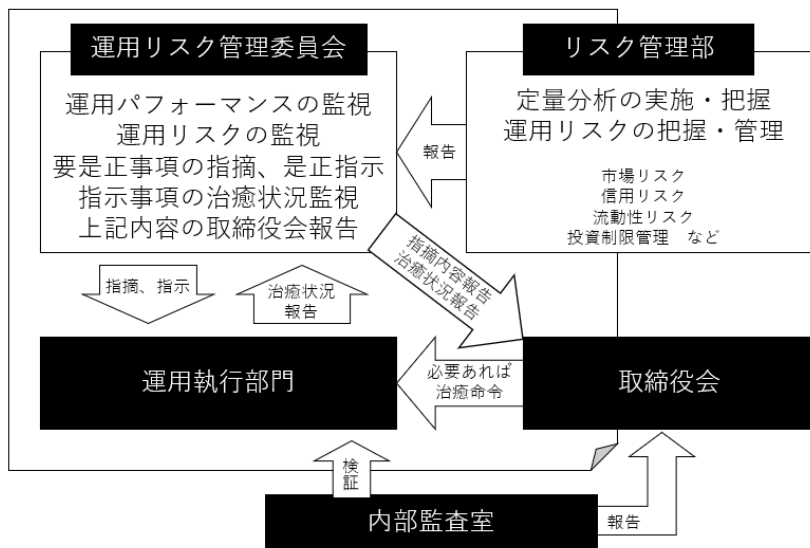 運用リスク管理委員会
運用パフォーマンスの監視
運用リスクの監視
要是正事項の指摘、是正指示
指示事項の治癒状況監視
上記内容の取締役会報告
リスク管理部
定量分析の実施・把握
運用リスクの把握・管理
市場リスク
信用リスク
流動性リスク
投資制限管理　など
報告
指摘内容報告
治癒状況報告
指摘、指示
治癒状況
報告
運用執行部門
必要あれば
治癒命令
取締役会
検証
内部監査室
報告